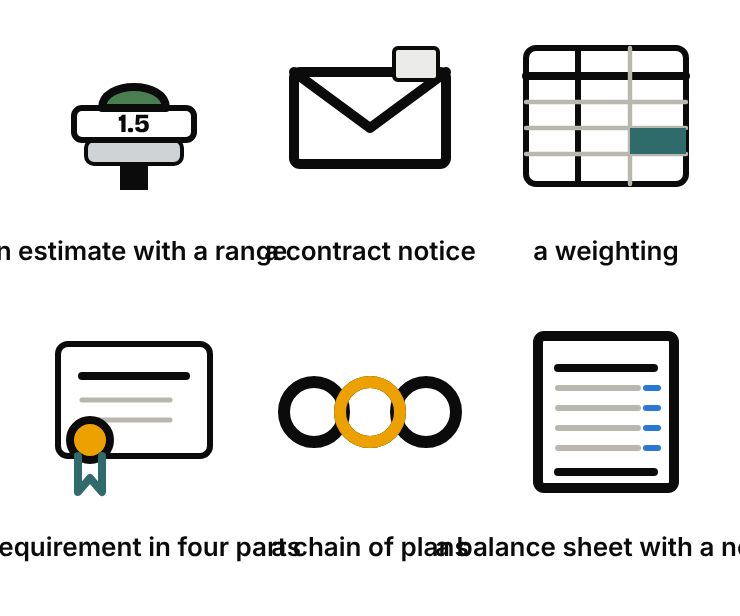 1.5
n estimate with a range
a contract notice
a weighting
equirement in four parts
a chain of plans
a balance sheet with a